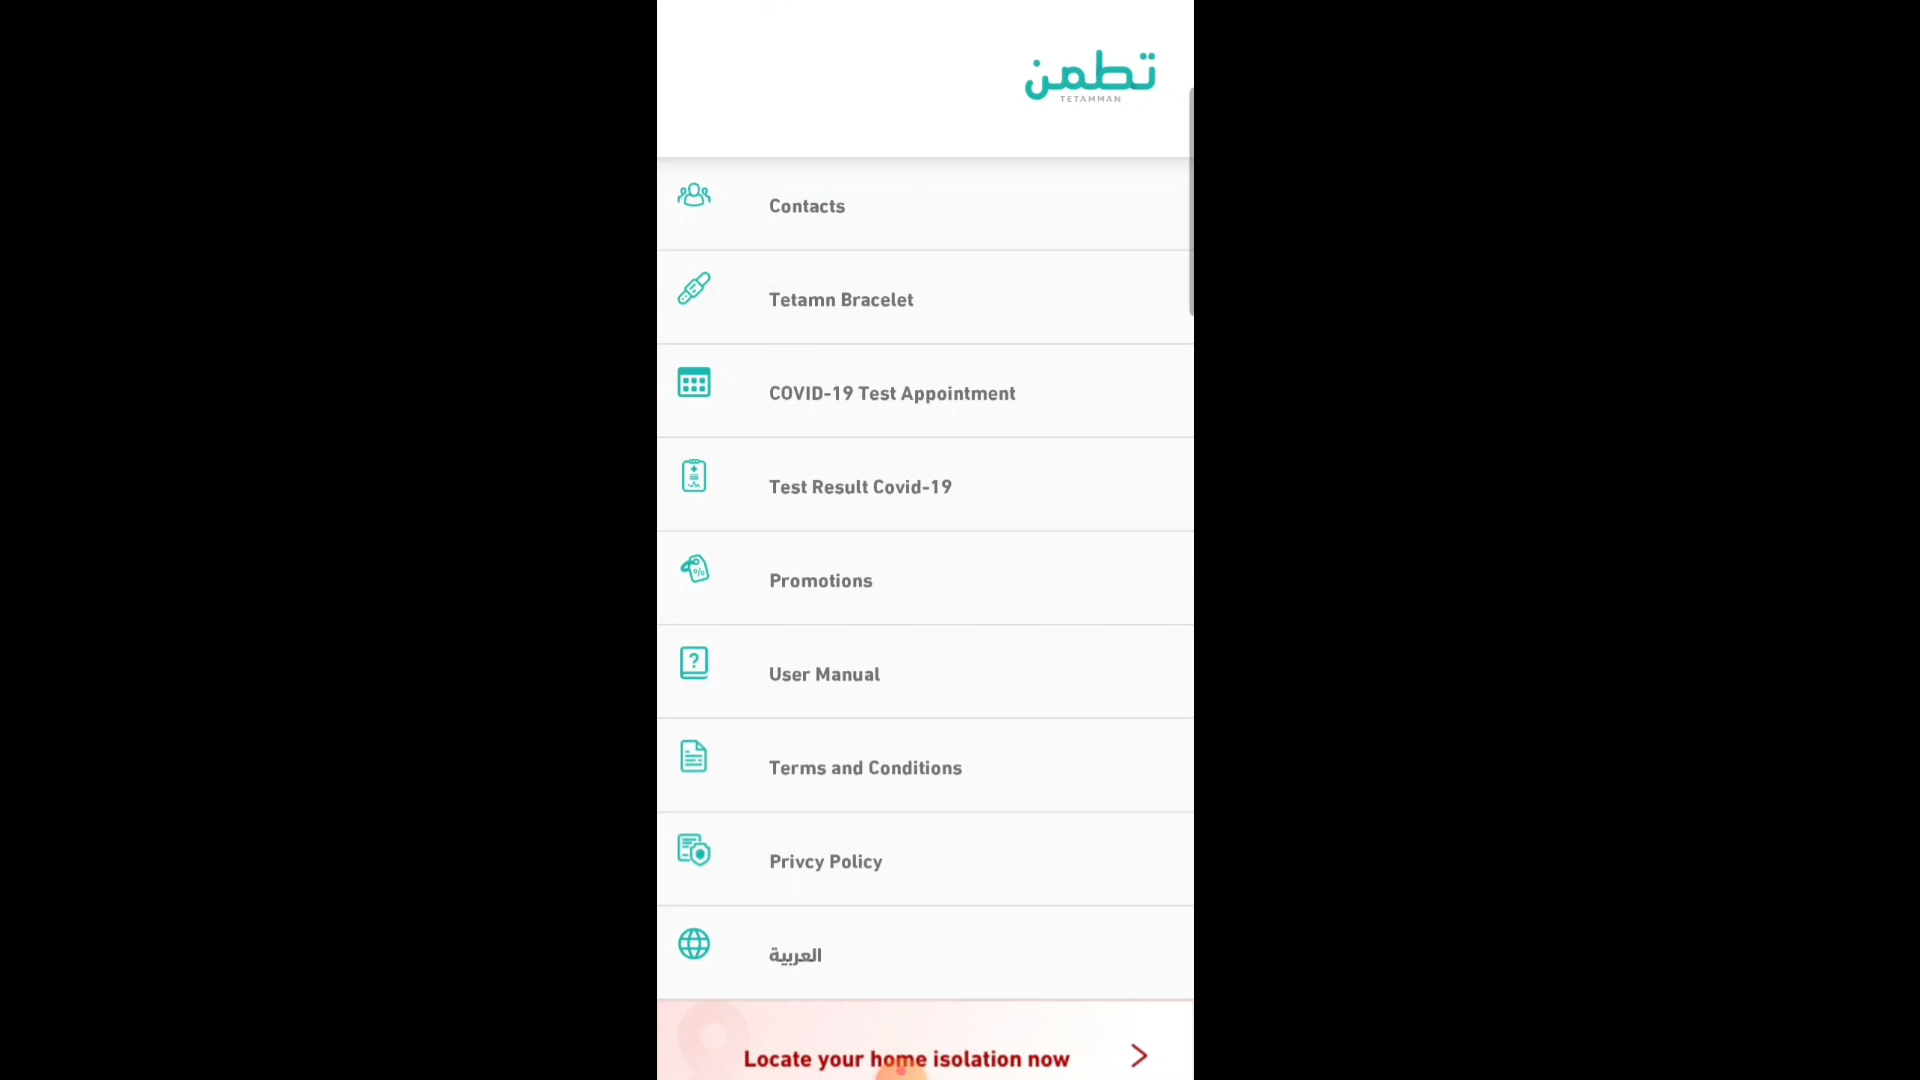 تطمن
TETAMMAN
Contacts
Tetamn Bracelet
COVID-19 Test Appointment
Test Result Covid-19
Promotions
User Manual
Terms and Conditions
Privcy Policy
العربية
Locate your home isolation now